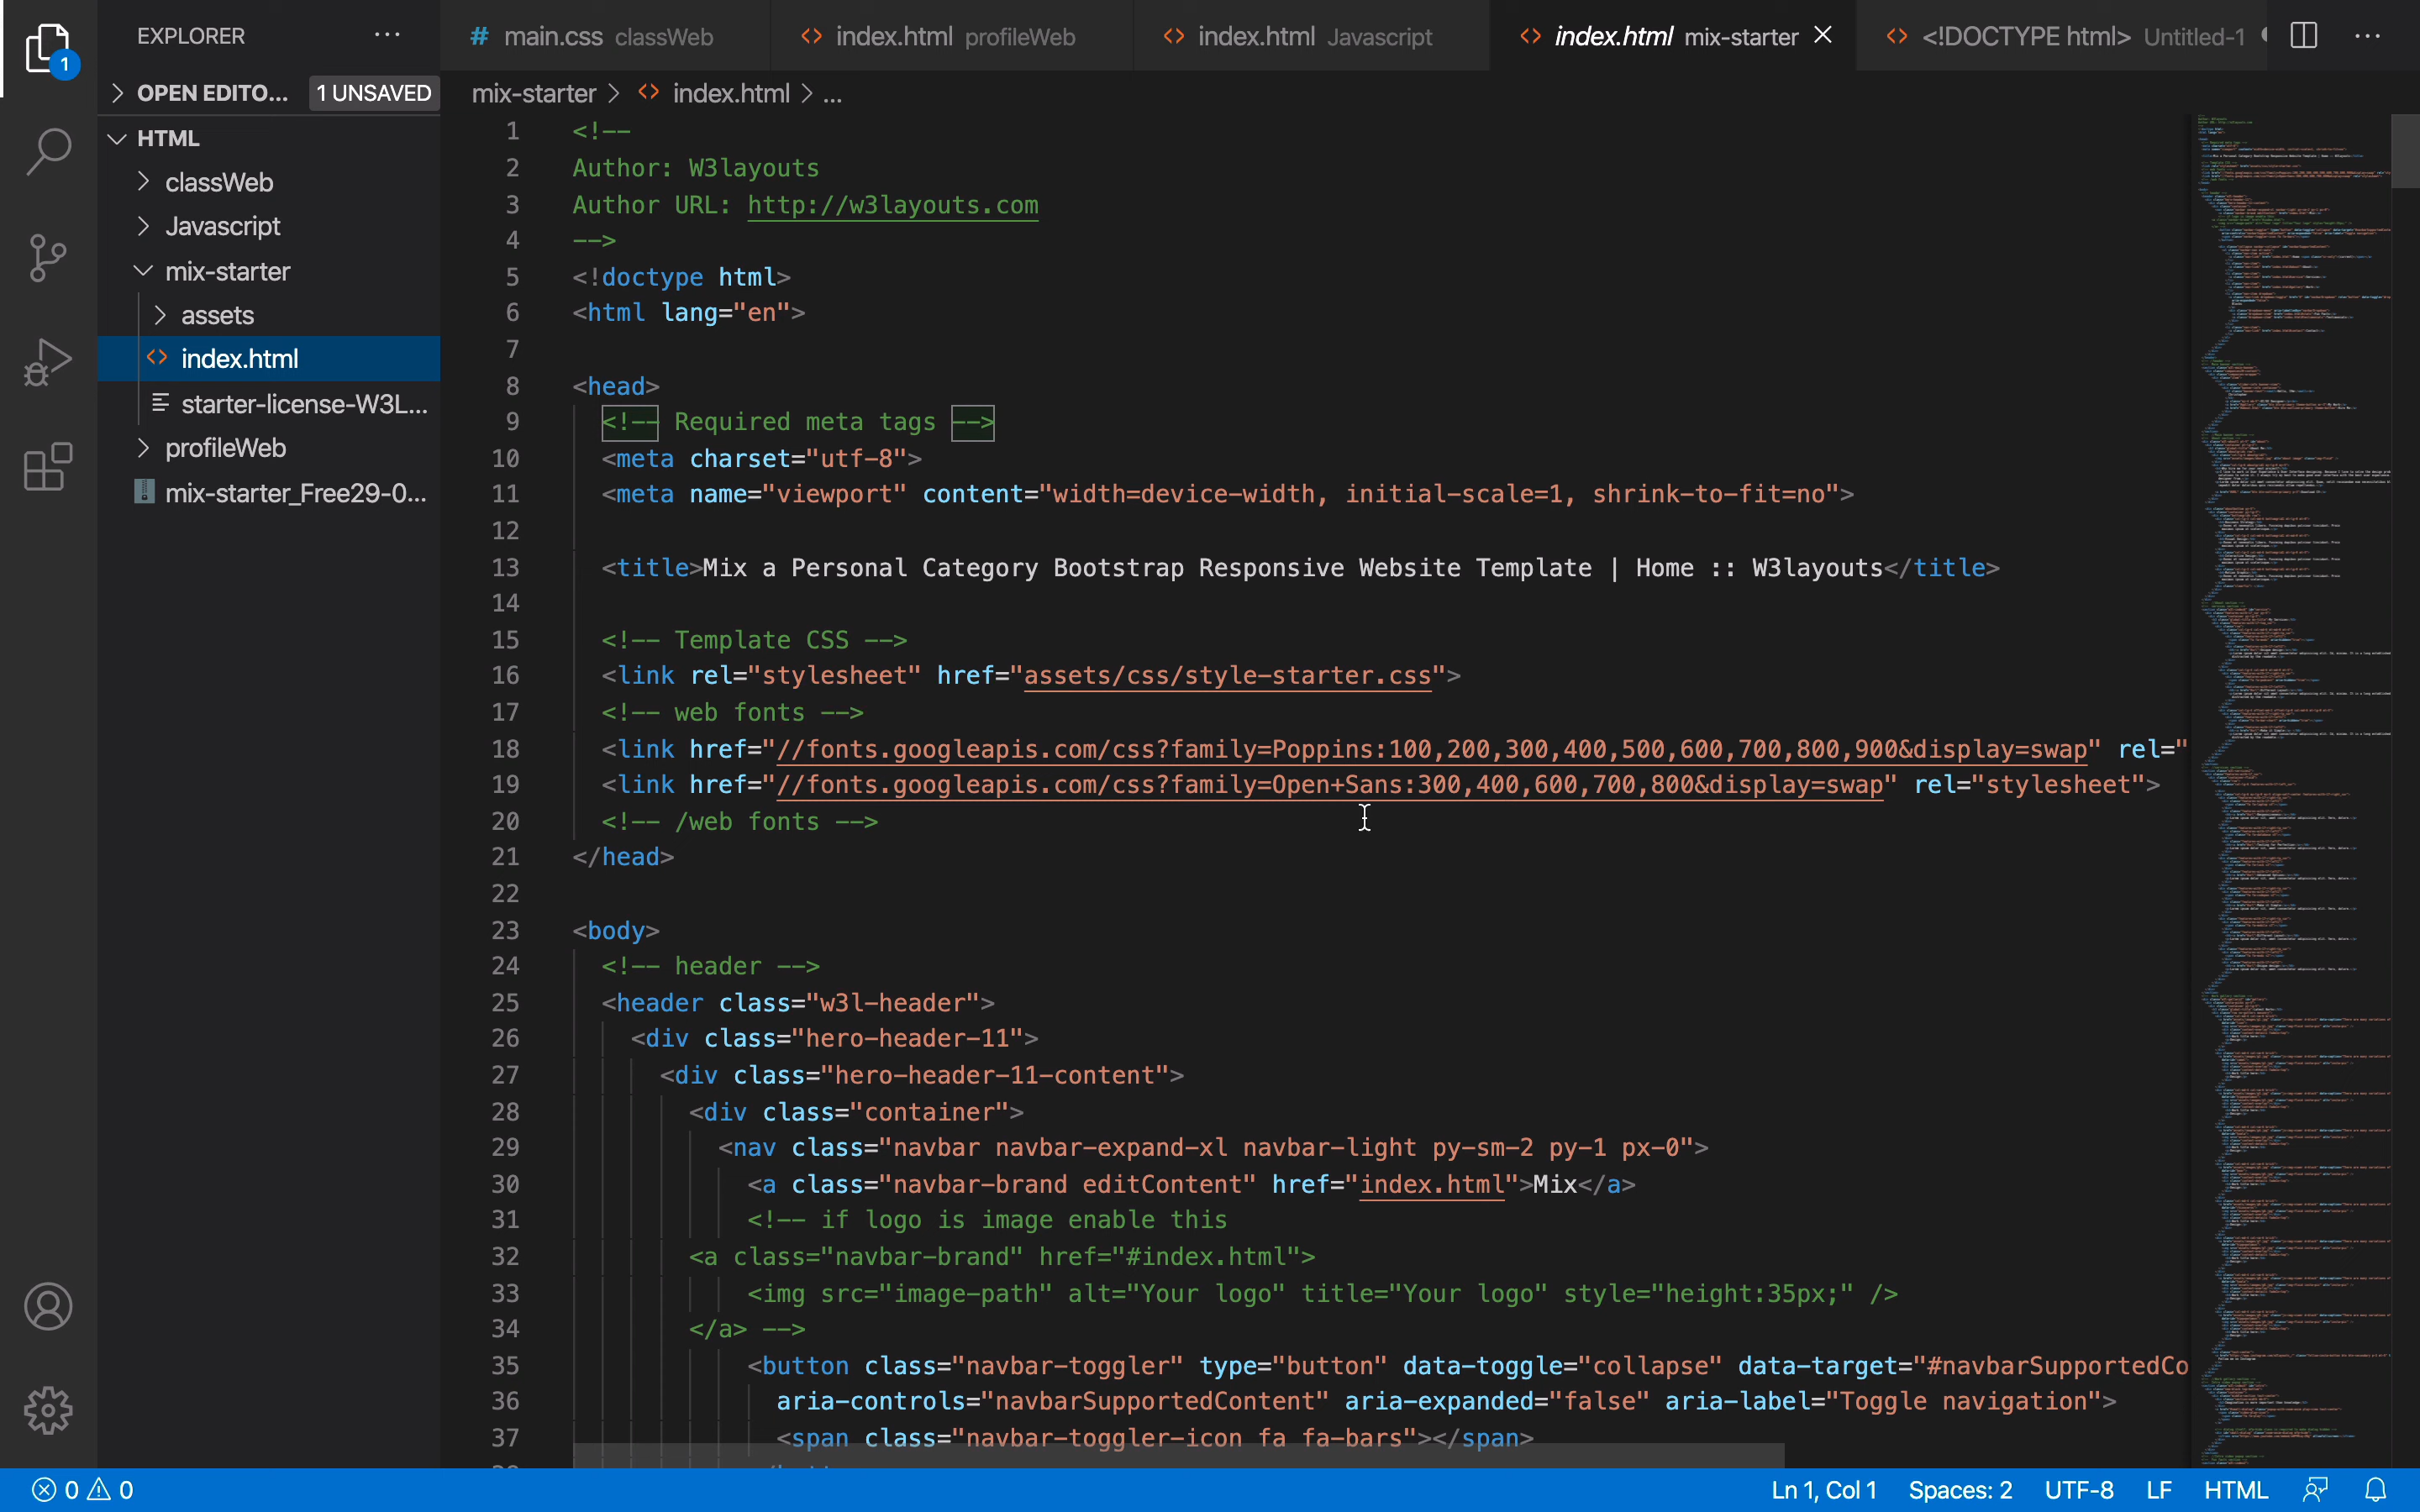 EXPLORER
1
OPEN EDITO... 1 UNSAVED
HTML
classWeb
Javascript
mix-starter
assets
index.html
starter-license-W3L...
profileWeb
mix-starter_Free29-0...
# main.css classWeb
<> index.html profileWeb
<> index.html Javascript
<> index.html mix-starter
<> <!DOCTYPE html> Untitled-1
mix-starter > <> index.html > ...
1 <!--
2 Author: W3layouts
3 Author URL: http://w3layouts.com
4 -->
5 <!doctype html>
6 <html lang="en">
7
8 <head>
9 <!-- Required meta tags -->
10 <meta charset="utf-8">
11 <meta name="viewport" content="width=device-width, initial-scale=1, shrink-to-fit=no">
12
13 <title>Mix a Personal Category Bootstrap Responsive Website Template | Home :: W3layouts</title>
14
15 <!-- Template CSS -->
16 <link rel="stylesheet" href="assets/css/style-starter.css">
17 <!-- web fonts -->
18 <link href="//fonts.googleapis.com/css?family=Poppins:100,200,300,400,500,600,700,800,900&display=swap" rel="
19 <link href="//fonts.googleapis.com/css?family=Open+Sans:300,400,600,700,800&display=swap" rel="stylesheet">
20 <!-- /web fonts -->
21 </head>
22
23 <body>
24 <!-- header -->
25 <header class="w3l-header">
26 <div class="hero-header-11">
27 <div class="hero-header-11-content">
28 <div class="container">
29 <nav class="navbar navbar-expand-xl navbar-light py-sm-2 py-1 px-0">
30 <a class="navbar-brand editContent" href="index.html">Mix</a>
31 <!-- if logo is image enable this
32 <a class="navbar-brand" href="#index.html">
33 <img src="image-path" alt="Your logo" title="Your logo" style="height:35px;" />
34 </a> -->
35 <button class="navbar-toggler" type="button" data-toggle="collapse" data-target="#navbarSupportedCo
36 aria-controls="navbarSupportedContent" aria-expanded="false" aria-label="Toggle navigation">
37 <span class="navbar-toggler-icon fa fa-bars"></span>
0 0
Ln 1, Col 1 Spaces: 2 UTF-8 LF HTML